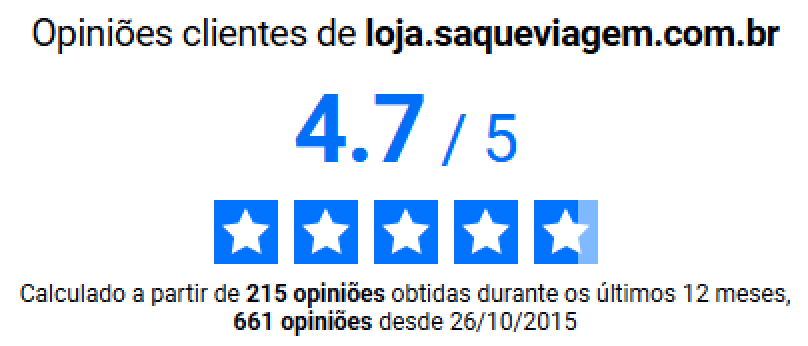 Opiniões clientes de loja.saqueviagem.com.br
4.7 / 5
Calculado a partir de 215 opiniões obtidas durante os últimos 12 meses,
661 opiniões desde 26/10/2015